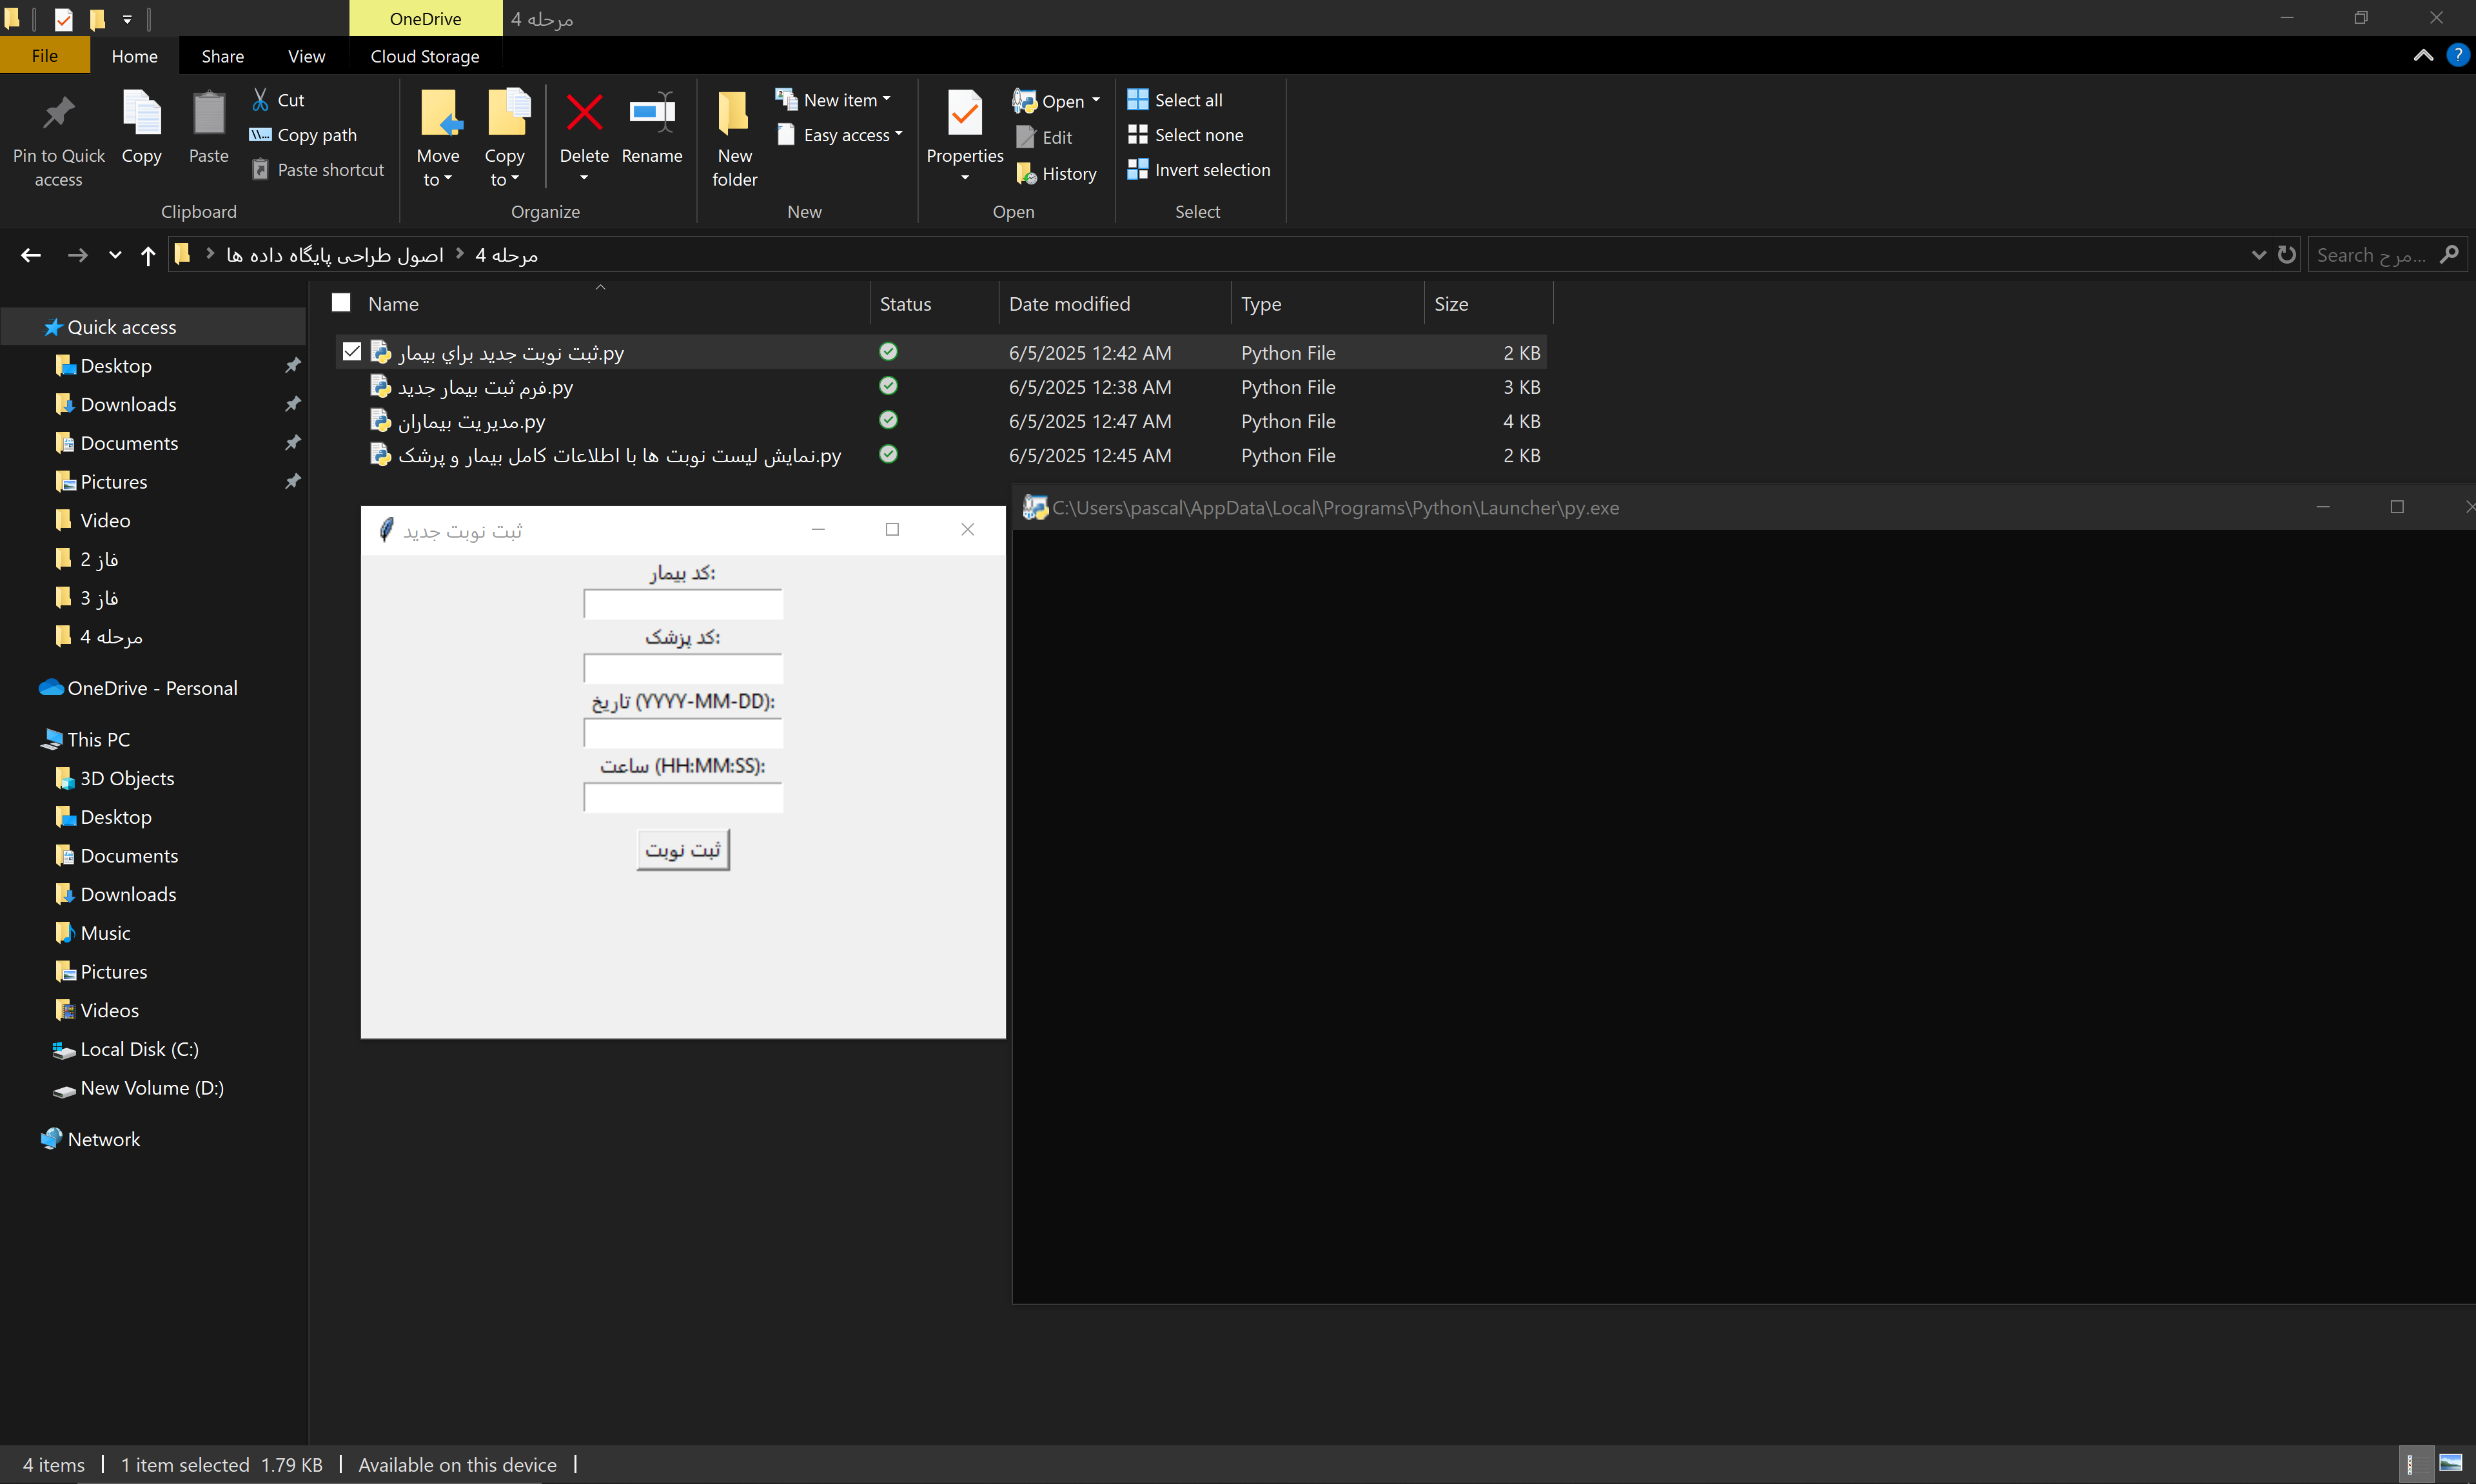 OneDrive
مرحله 4
File
Home
Share
View
Cloud Storage
Pin to Quick access
Copy
Paste
Cut
Copy path
Paste shortcut
Clipboard
Move to
Copy to
Delete
Rename
Organize
New folder
New item
Easy access
New
Properties
Open
Edit
History
Open
Select all
Select none
Invert selection
Select
اصول طراحی پایگاه داده ها
مرحله 4
Search مرح...
Name
Status
Date modified
Type
Size
ثبت نوبت جديد براي بيمار.py 6/5/2025 12:42 AM Python File 2 KB
فرم ثبت بیمار جدید.py 6/5/2025 12:38 AM Python File 3 KB
مدیریت بیماران.py 6/5/2025 12:47 AM Python File 4 KB
نمایش لیست نوبت ها با اطلاعات کامل بیمار و پرشک.py 6/5/2025 12:45 AM Python File 2 KB
Quick access
Desktop
Downloads
Documents
Pictures
Video
فاز 2
فاز 3
مرحله 4
OneDrive - Personal
This PC
3D Objects
Desktop
Documents
Downloads
Music
Pictures
Videos
Local Disk (C:)
New Volume (D:)
Network
ثبت نوبت جدید
کد بیمار:
کد پزشک:
تاریخ (YYYY-MM-DD):
ساعت (HH:MM:SS):
ثبت نوبت
C:\Users\pascal\AppData\Local\Programs\Python\Launcher\py.exe
4 items
1 item selected 1.79 KB
Available on this device